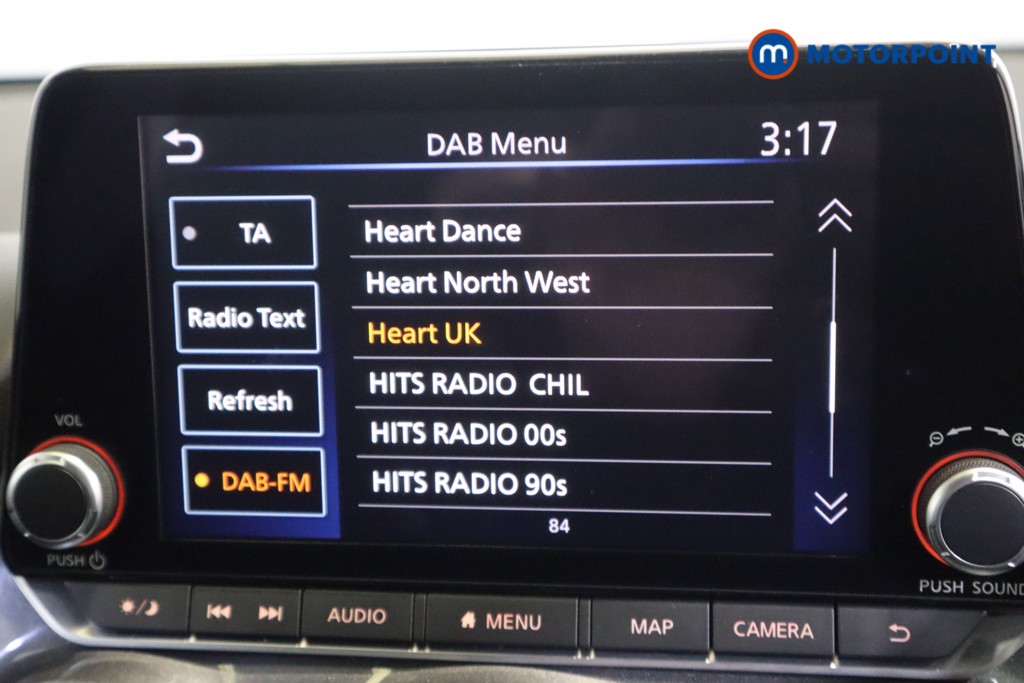 m. MOTORPOINT
DAB Menu
3:17
TA
Radio Text
Refresh
DAB-FM
Heart Dance
Heart North West
Heart UK
HITS RADIO CHIL
HITS RADIO 00s
HITS RADIO 90s
84
VOL
PUSH
PUSH SOUND
AUDIO
MENU
MAP
CAMERA